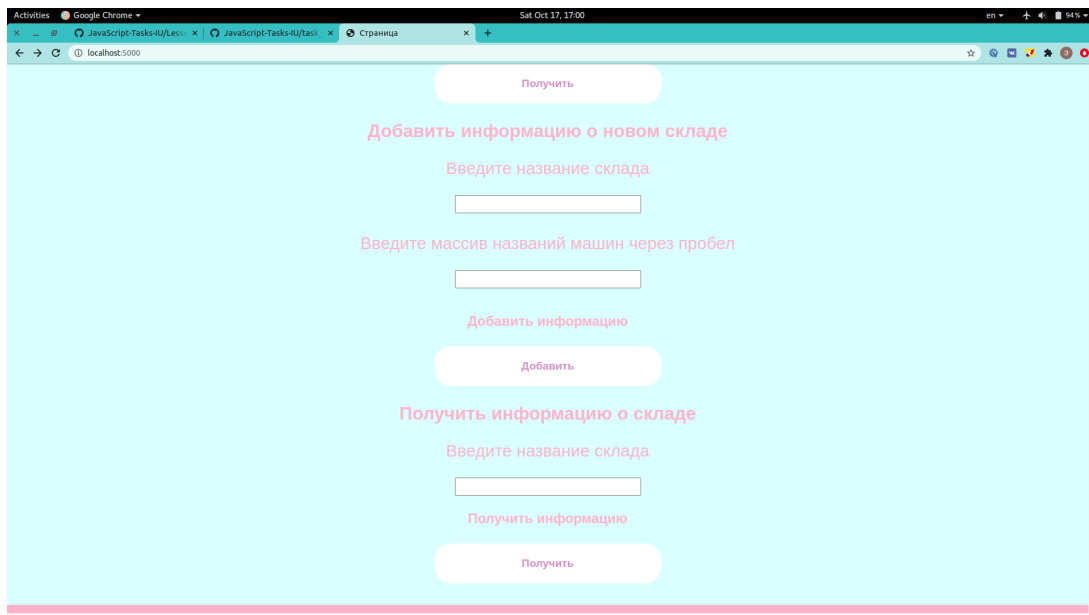 Activities Google Chrome Sat Oct 17, 17:00 en 94%
JavaScript-Tasks-IU/Less JavaScript-Tasks-IU/task_ Страница
localhost:5000
Получить
Добавить информацию о новом складе
Введите название склада
Введите массив названий машин через пробел
Добавить информацию
Добавить
Получить информацию о складе
Введите название склада
Получить информацию
Получить